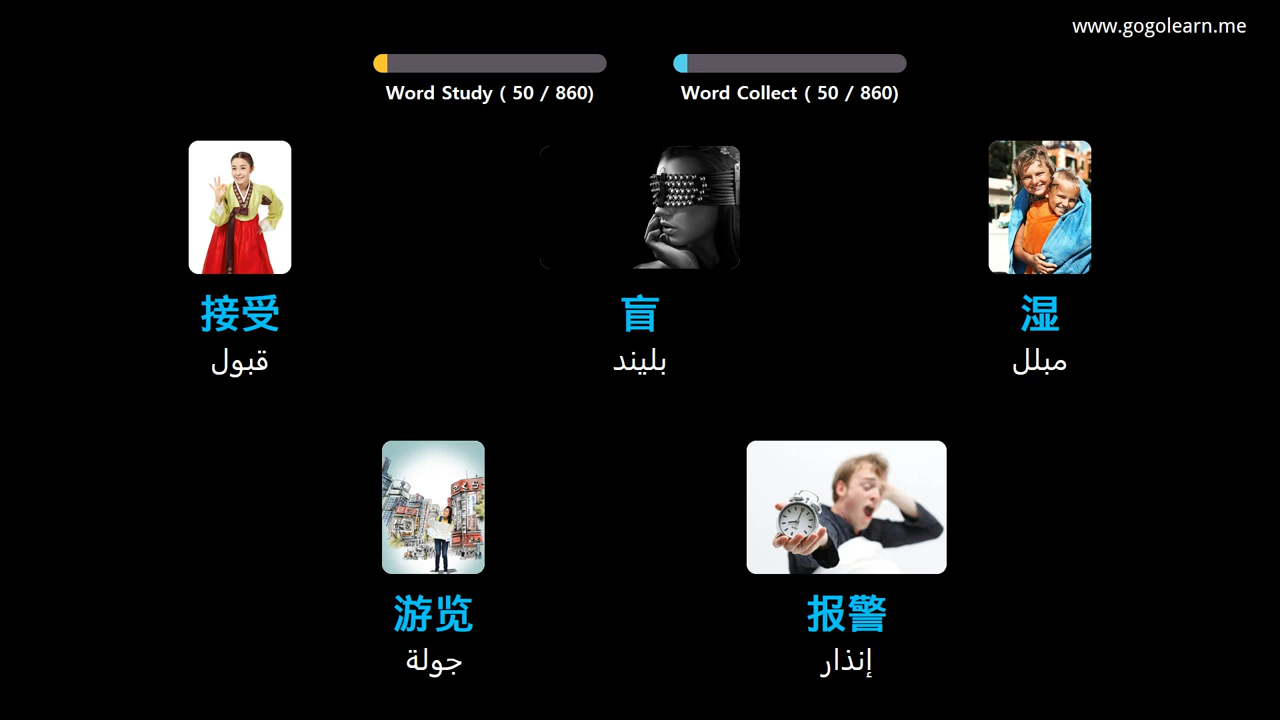 www.gogolearn.me
Word Study ( 50 / 860)
Word Collect ( 50 / 860)
接受
قبول
盲
بليند
湿
مبلل
游览
جولة
报警
إنذار